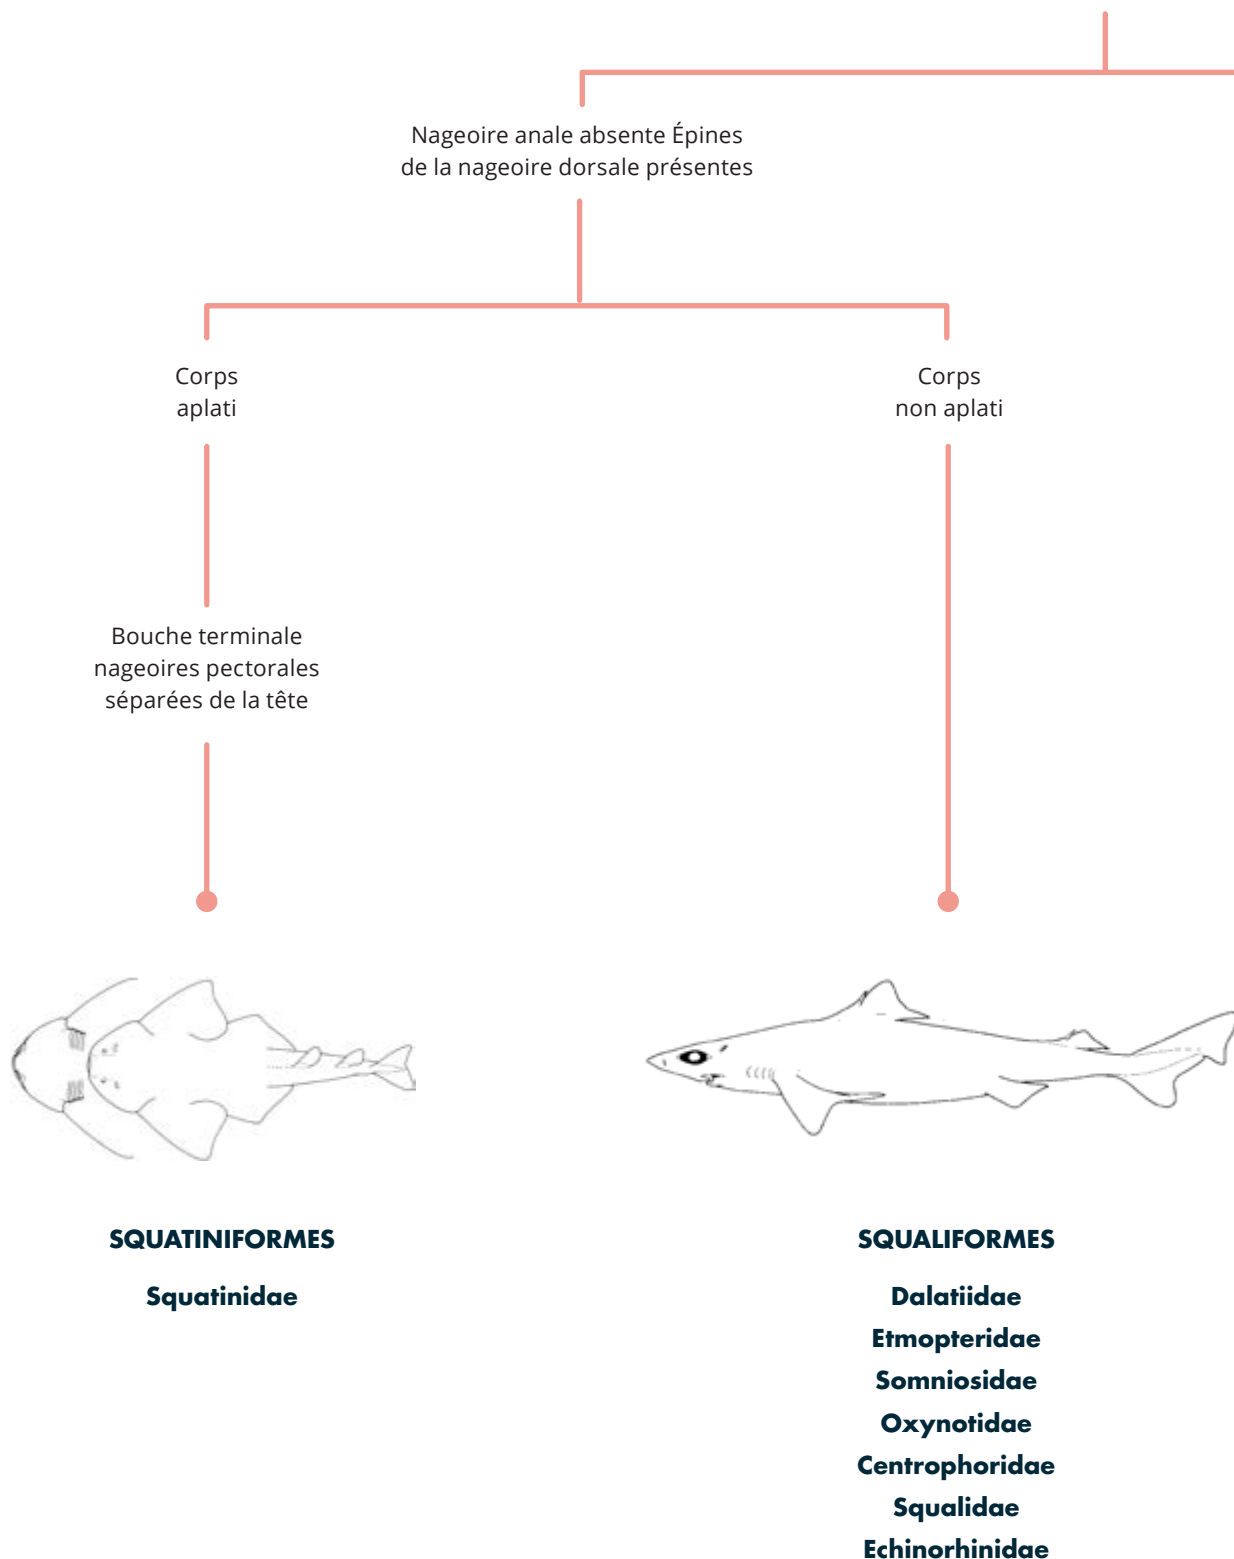 Nageoire anale absente Épines
de la nageoire dorsale présentes
Corps
aplati
Corps
non aplati
Bouche terminale
nageoires pectorales
séparées de la tête
SQUATINIFORMES
Squatinidae
SQUALIFORMES
Dalatiidae
Etmopteridae
Somniosidae
Oxynotidae
Centrophoridae
Squalidae
Echinorhinidae